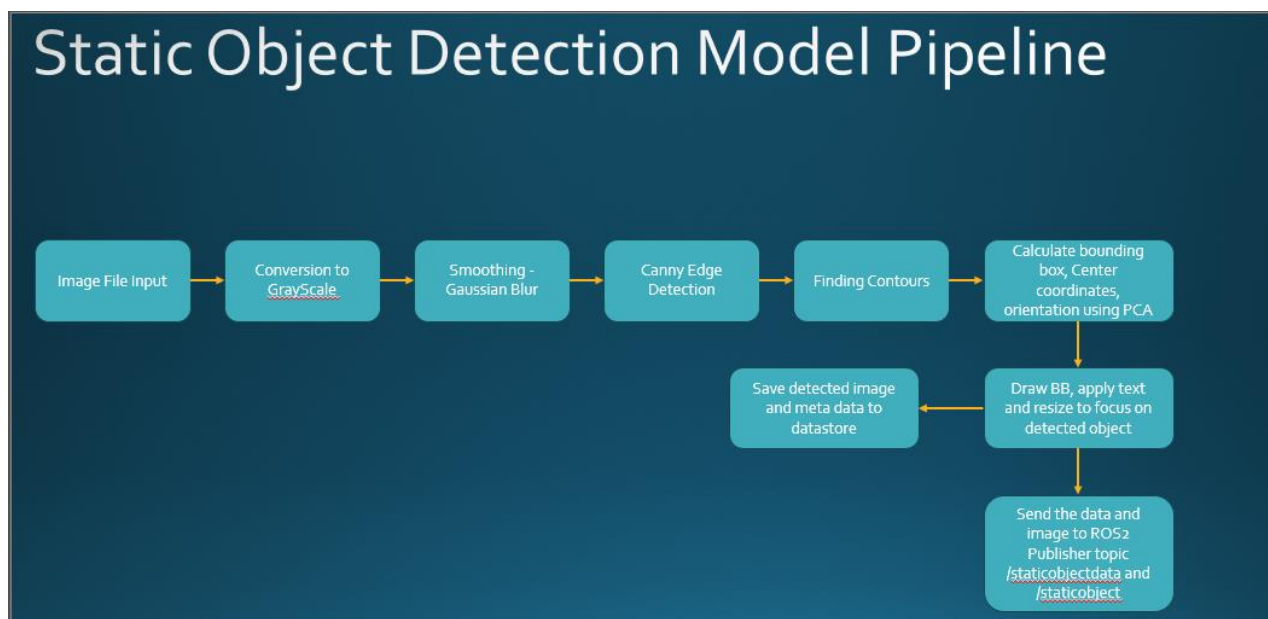 Static Object Detection Model Pipeline
Image File Input
Conversion to
GrayScale
Smoothing -
Gaussian Blur
Canny Edge
Detection
Finding Contours
Calculate bounding
box, Center
coordinates,
orientation using PCA
Save detected image
and meta data to
datastore
Draw BB, apply text
and resize to focus on
detected object
Send the data and
image to ROS2
Publisher topic
/staticobjectdata and
/staticobject